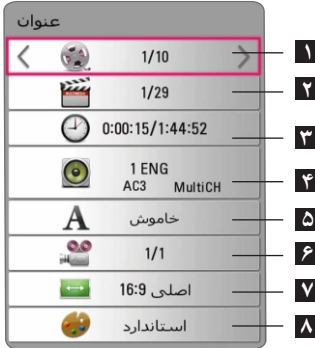 عنوان
1/10 ۱
1/29 ۲
0:00:15/1:44:52 ۳
1 ENG
AC3 MultiCH ۴
A خاموش ۵
1/1 ۶
اصلی 16:9 ۷
استاندارد ۸